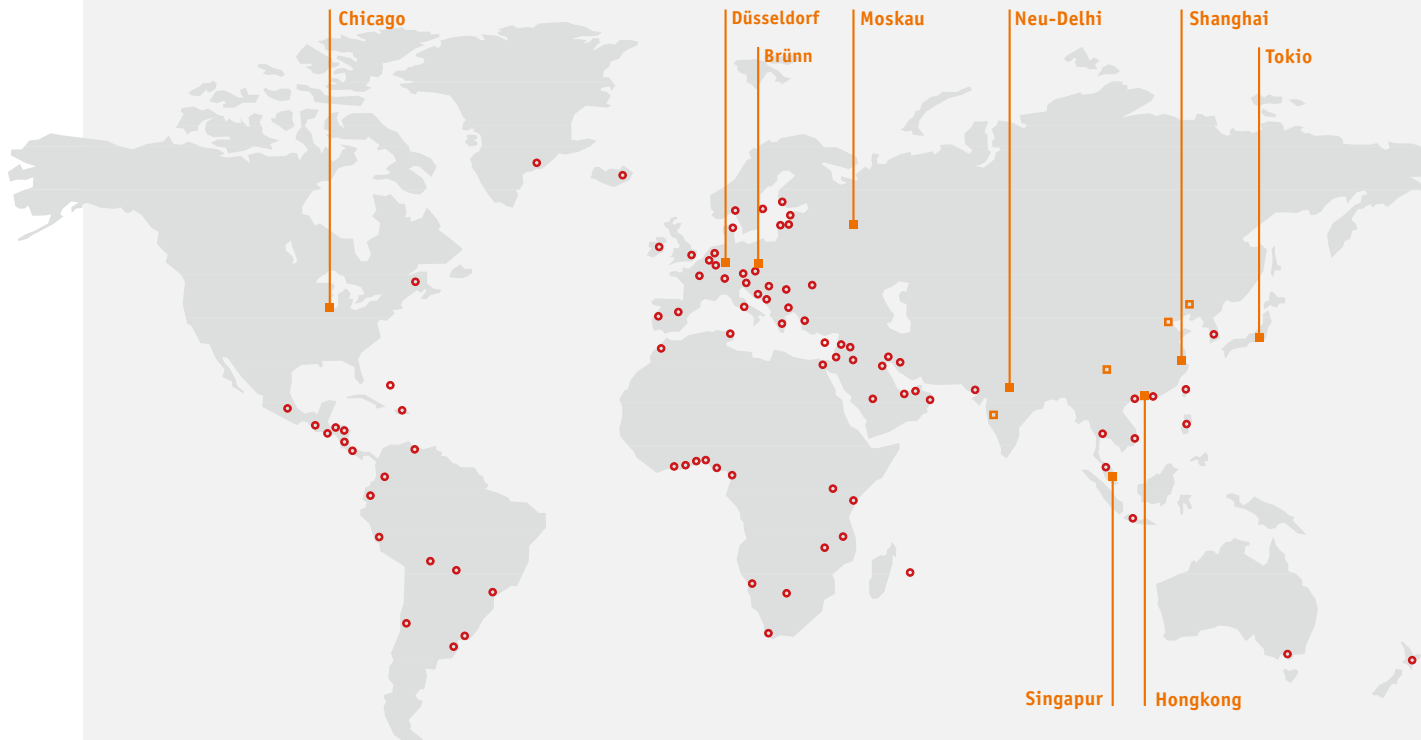 Chicago
Düsseldorf
Moskau
Neu-Delhi
Shanghai
Brünn
Tokio
Singapur
Hongkong